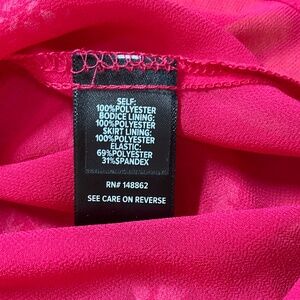 SELF:
100%POLYESTER
BODICE LINING:
100%POLYESTER
SKIRT LINING:
100%POLYESTER
ELASTIC:
69%POLYESTER
31%SPANDEX
RN# 148862
SEE CARE ON REVERSE